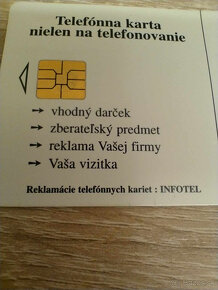 Telefónna karta
nielen na telefonovanie
→ vhodný darček
→ zberateľský predmet
→ reklama Vašej firmy
→ Vaša vizitka
Reklamácie telefónnych kariet : INFOTEL